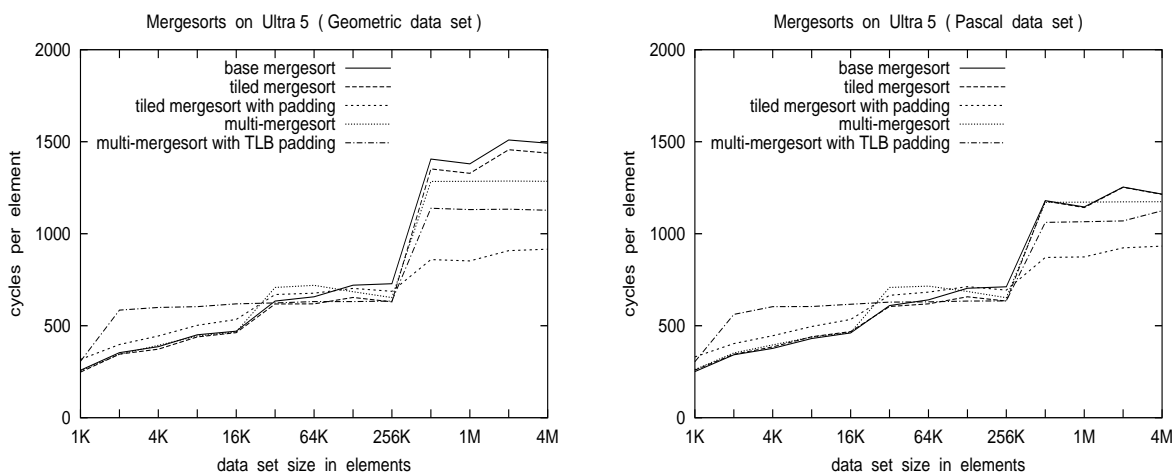 Mergesorts on Ultra 5 ( Geometric data set )
2000
1500
1000
500
0
cycles per element
base mergesort
tiled mergesort
tiled mergesort with padding
multi-mergesort
multi-mergesort with TLB padding
1K 4K 16K 64K 256K 1M 4M
data set size in elements
Mergesorts on Ultra 5 ( Pascal data set )
2000
1500
1000
500
0
cycles per element
base mergesort
tiled mergesort
tiled mergesort with padding
multi-mergesort
multi-mergesort with TLB padding
1K 4K 16K 64K 256K 1M 4M
data set size in elements